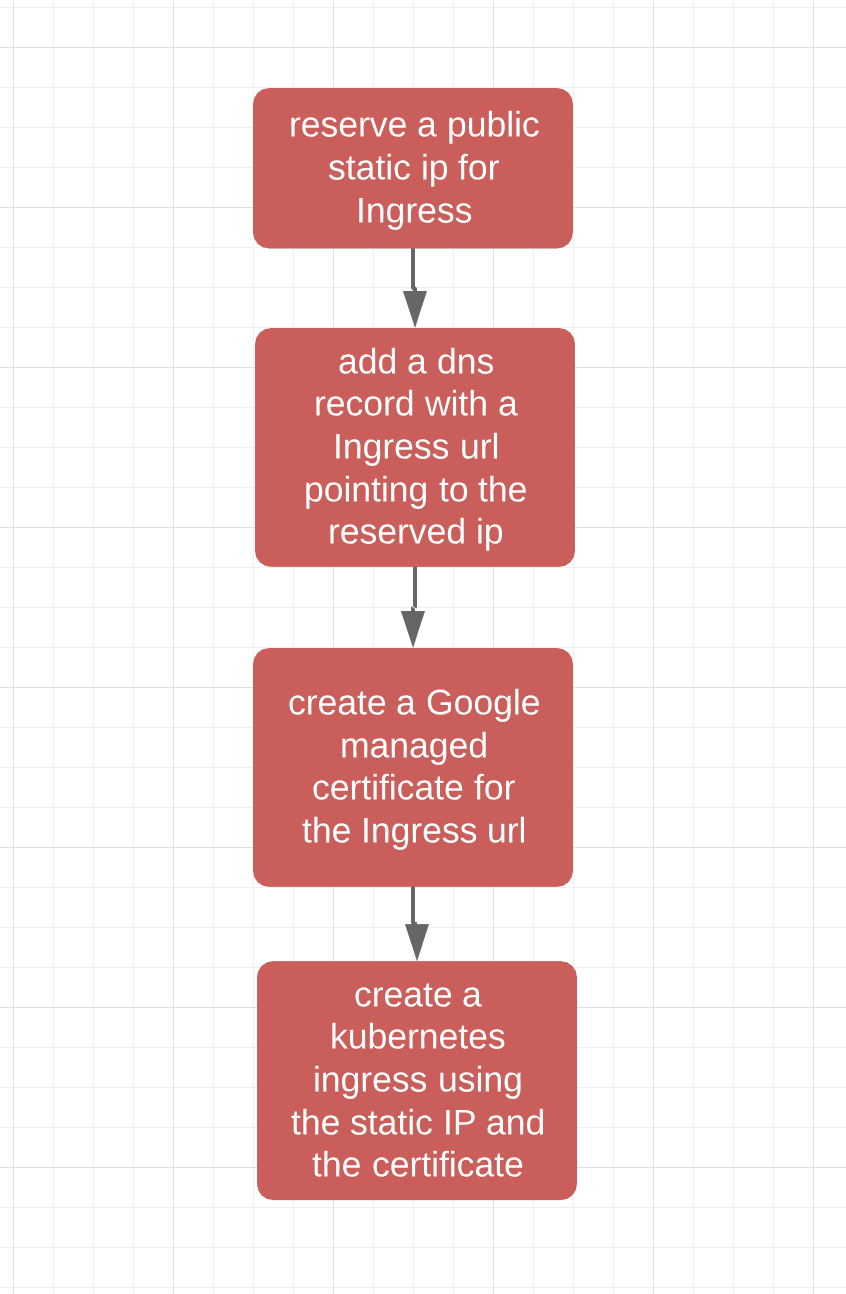 reserve a public
static ip for
Ingress
add a dns
record with a
Ingress url
pointing to the
reserved ip
create a Google
managed
certificate for
the Ingress url
create a
kubernetes
ingress using
the static IP and
the certificate